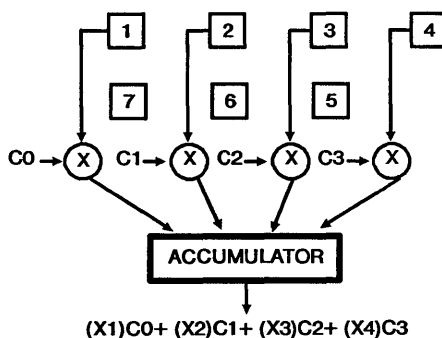 1 2 3 4
7 6 5
C0 X C1 X C2 X C3 X
ACCUMULATOR
(X1)C0+ (X2)C1+ (X3)C2+ (X4)C3